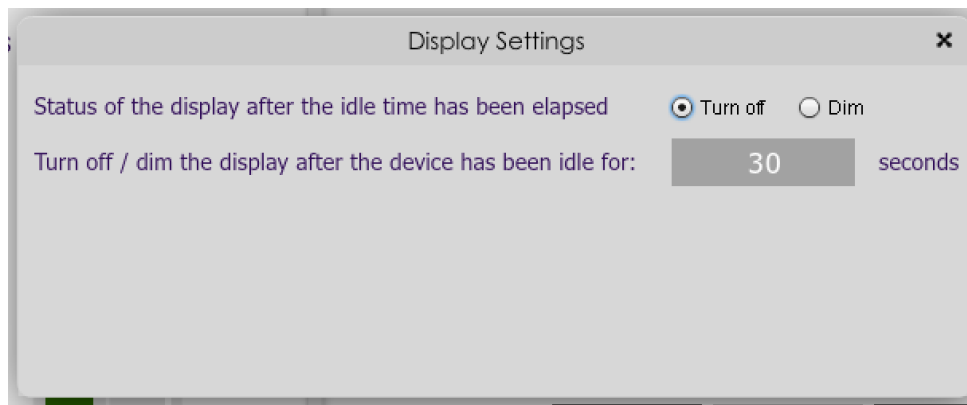 Display Settings
Status of the display after the idle time has been elapsed Turn off Dim
Turn off / dim the display after the device has been idle for: 30 seconds